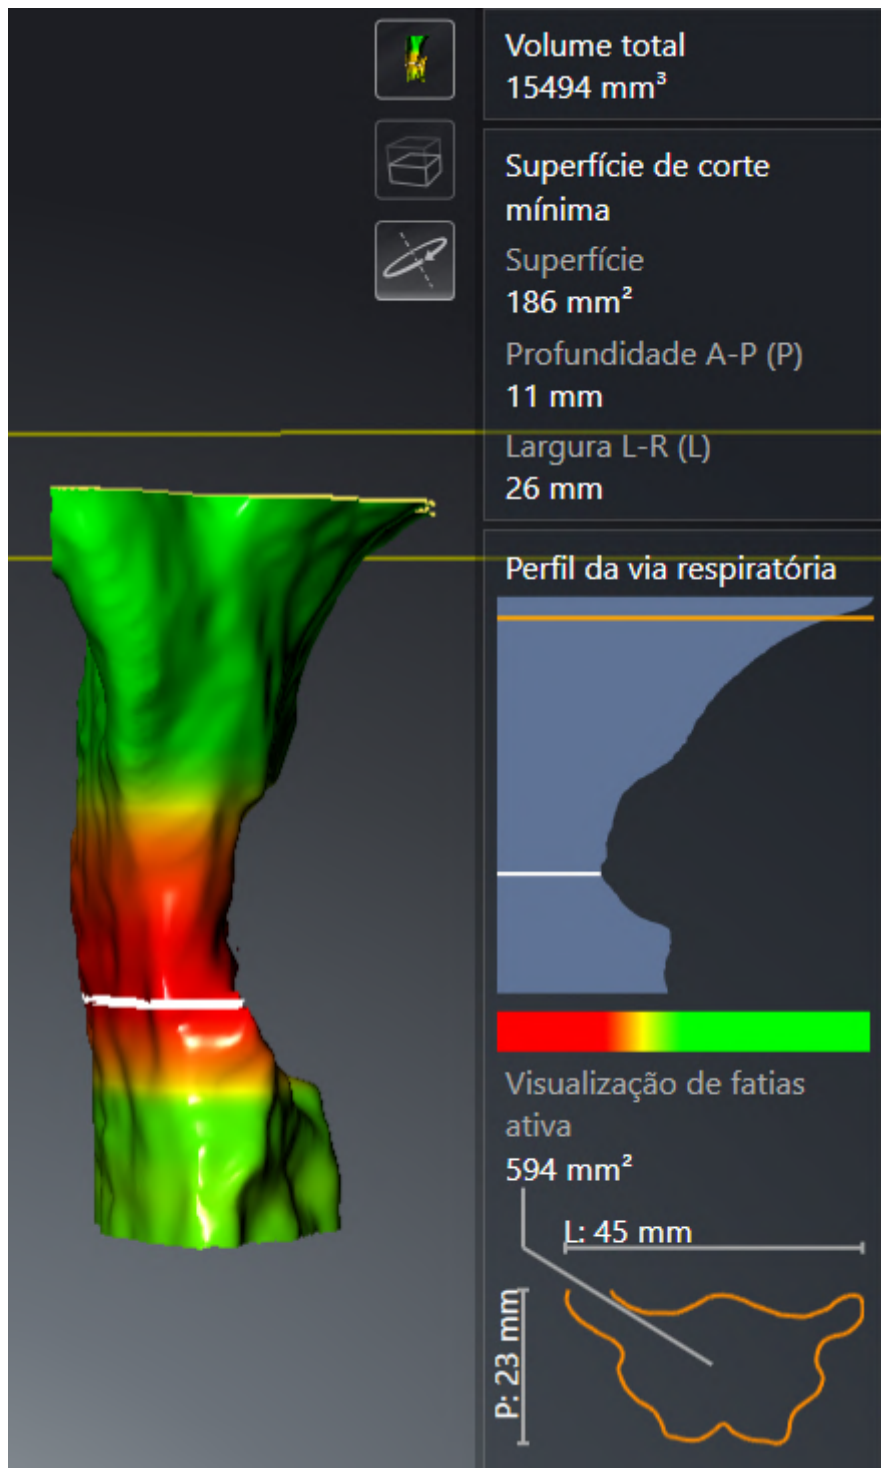 Volume total
15494 mm³
Superfície de corte
mínima
Superfície
186 mm²
Profundidade A-P (P)
11 mm
Largura L-R (L)
26 mm
Perfil da via respiratória
Visualização de fatias
ativa
594 mm²
L: 45 mm
P: 23 mm